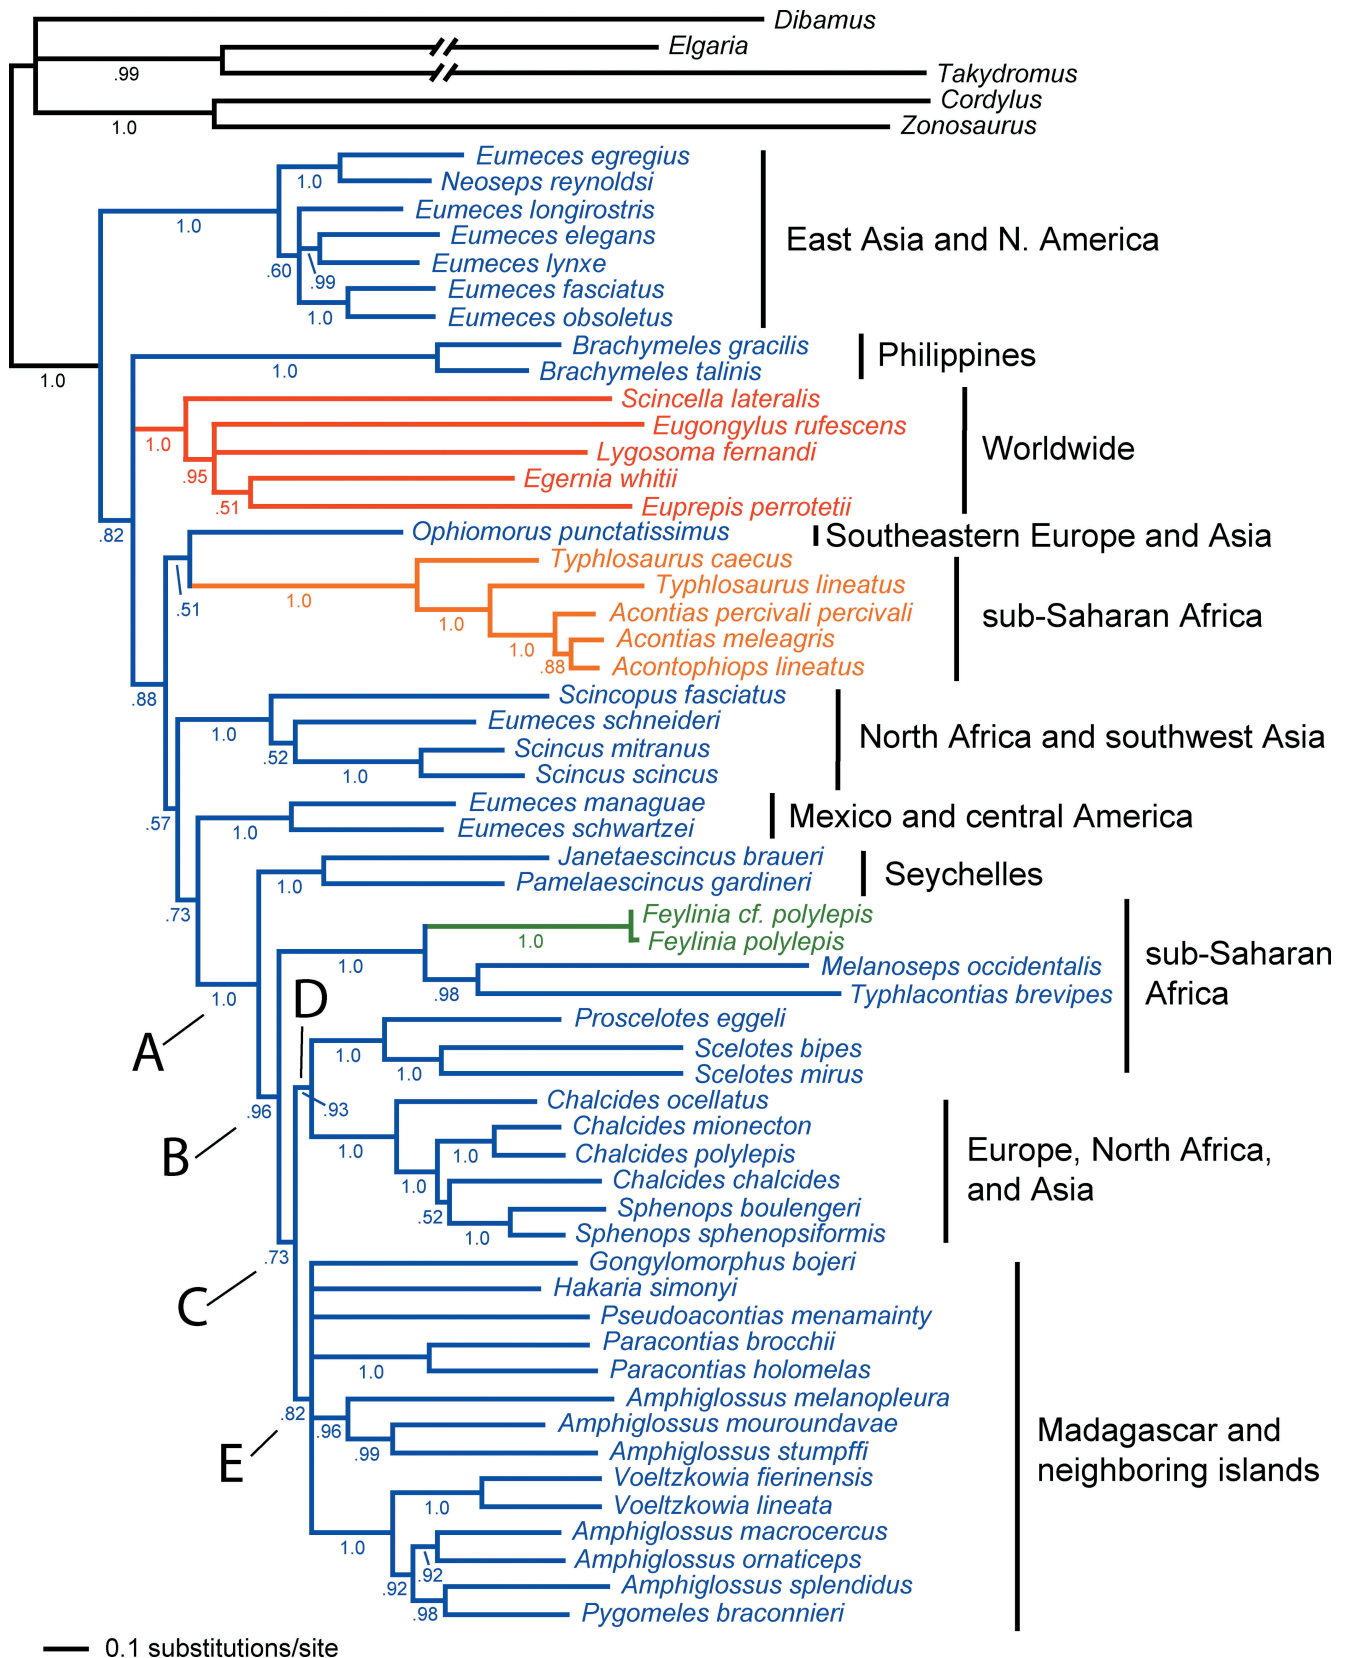 Dibamus
Elgaria
.99
Takydromus
Cordylus
1.0
Zonosaurus
Eumeces egregius
1.0
Neoseps reynoldsi
Eumeces longirostris
1.0
Eumeces elegans
East Asia and N. America
.60
.99
Eumeces lynxe
Eumeces fasciatus
1.0
Eumeces obsoletus
Brachymeles gracilis
Philippines
1.0
Brachymeles talinis
1.0
Scincella lateralis
Eugongylus rufescens
1.0
Lygosoma fernandi
Worldwide
.95
Egernia whitii
.51
Euprepis perrotetii
.82
Ophiomorus punctatissimus
Southeastern Europe and Asia
Typhlosaurus caecus
.51
1.0
Typhlosaurus lineatus
Acontias percivali percivali
sub-Saharan Africa
1.0
Acontias meleagris
1.0
.88
Acontophiops lineatus
.88
Scincopus fasciatus
Eumeces schneideri
1.0
North Africa and southwest Asia
.52
Scincus mitranus
1.0
Scincus scincus
Eumeces managuae
.57
1.0
Eumeces schwartzei
Mexico and central America
Janetaescincus braueri
1.0
Pamelaescincus gardineri
Seychelles
.73
Feylinia cf. polylepis
1.0
Feylinia polylepis
1.0
Melanoseps occidentalis
sub-Saharan
Africa
.98
Typhlacontias brevipes
1.0
D
A
Proscelotes eggeli
1.0
Scelotes bipes
1.0
Scelotes mirus
.96
.93
Chalcides ocellatus
B
Chalcides mionecton
1.0
1.0
Chalcides polylepis
Europe, North Africa,
and Asia
1.0
Chalcides chalcides
.52
Sphenops boulengeri
1.0
Sphenops sphenopsiformis
.73
C
Gongylomorphus bojeri
Hakaria simonyi
Pseudoacontias menamainty
Paracontias brocchii
1.0
Paracontias holomelas
Amphiglossus melanopleura
.82
.96
Amphiglossus mouroundavae
E
.99
Amphiglossus stumpffi
Madagascar and
neighboring islands
Voeltzkowia fierinensis
1.0
Voeltzkowia lineata
1.0
Amphiglossus macrocercus
Amphiglossus ornaticeps
.92
.92
Amphiglossus splendidus
.98
Pygomeles braconnieri
0.1 substitutions/site